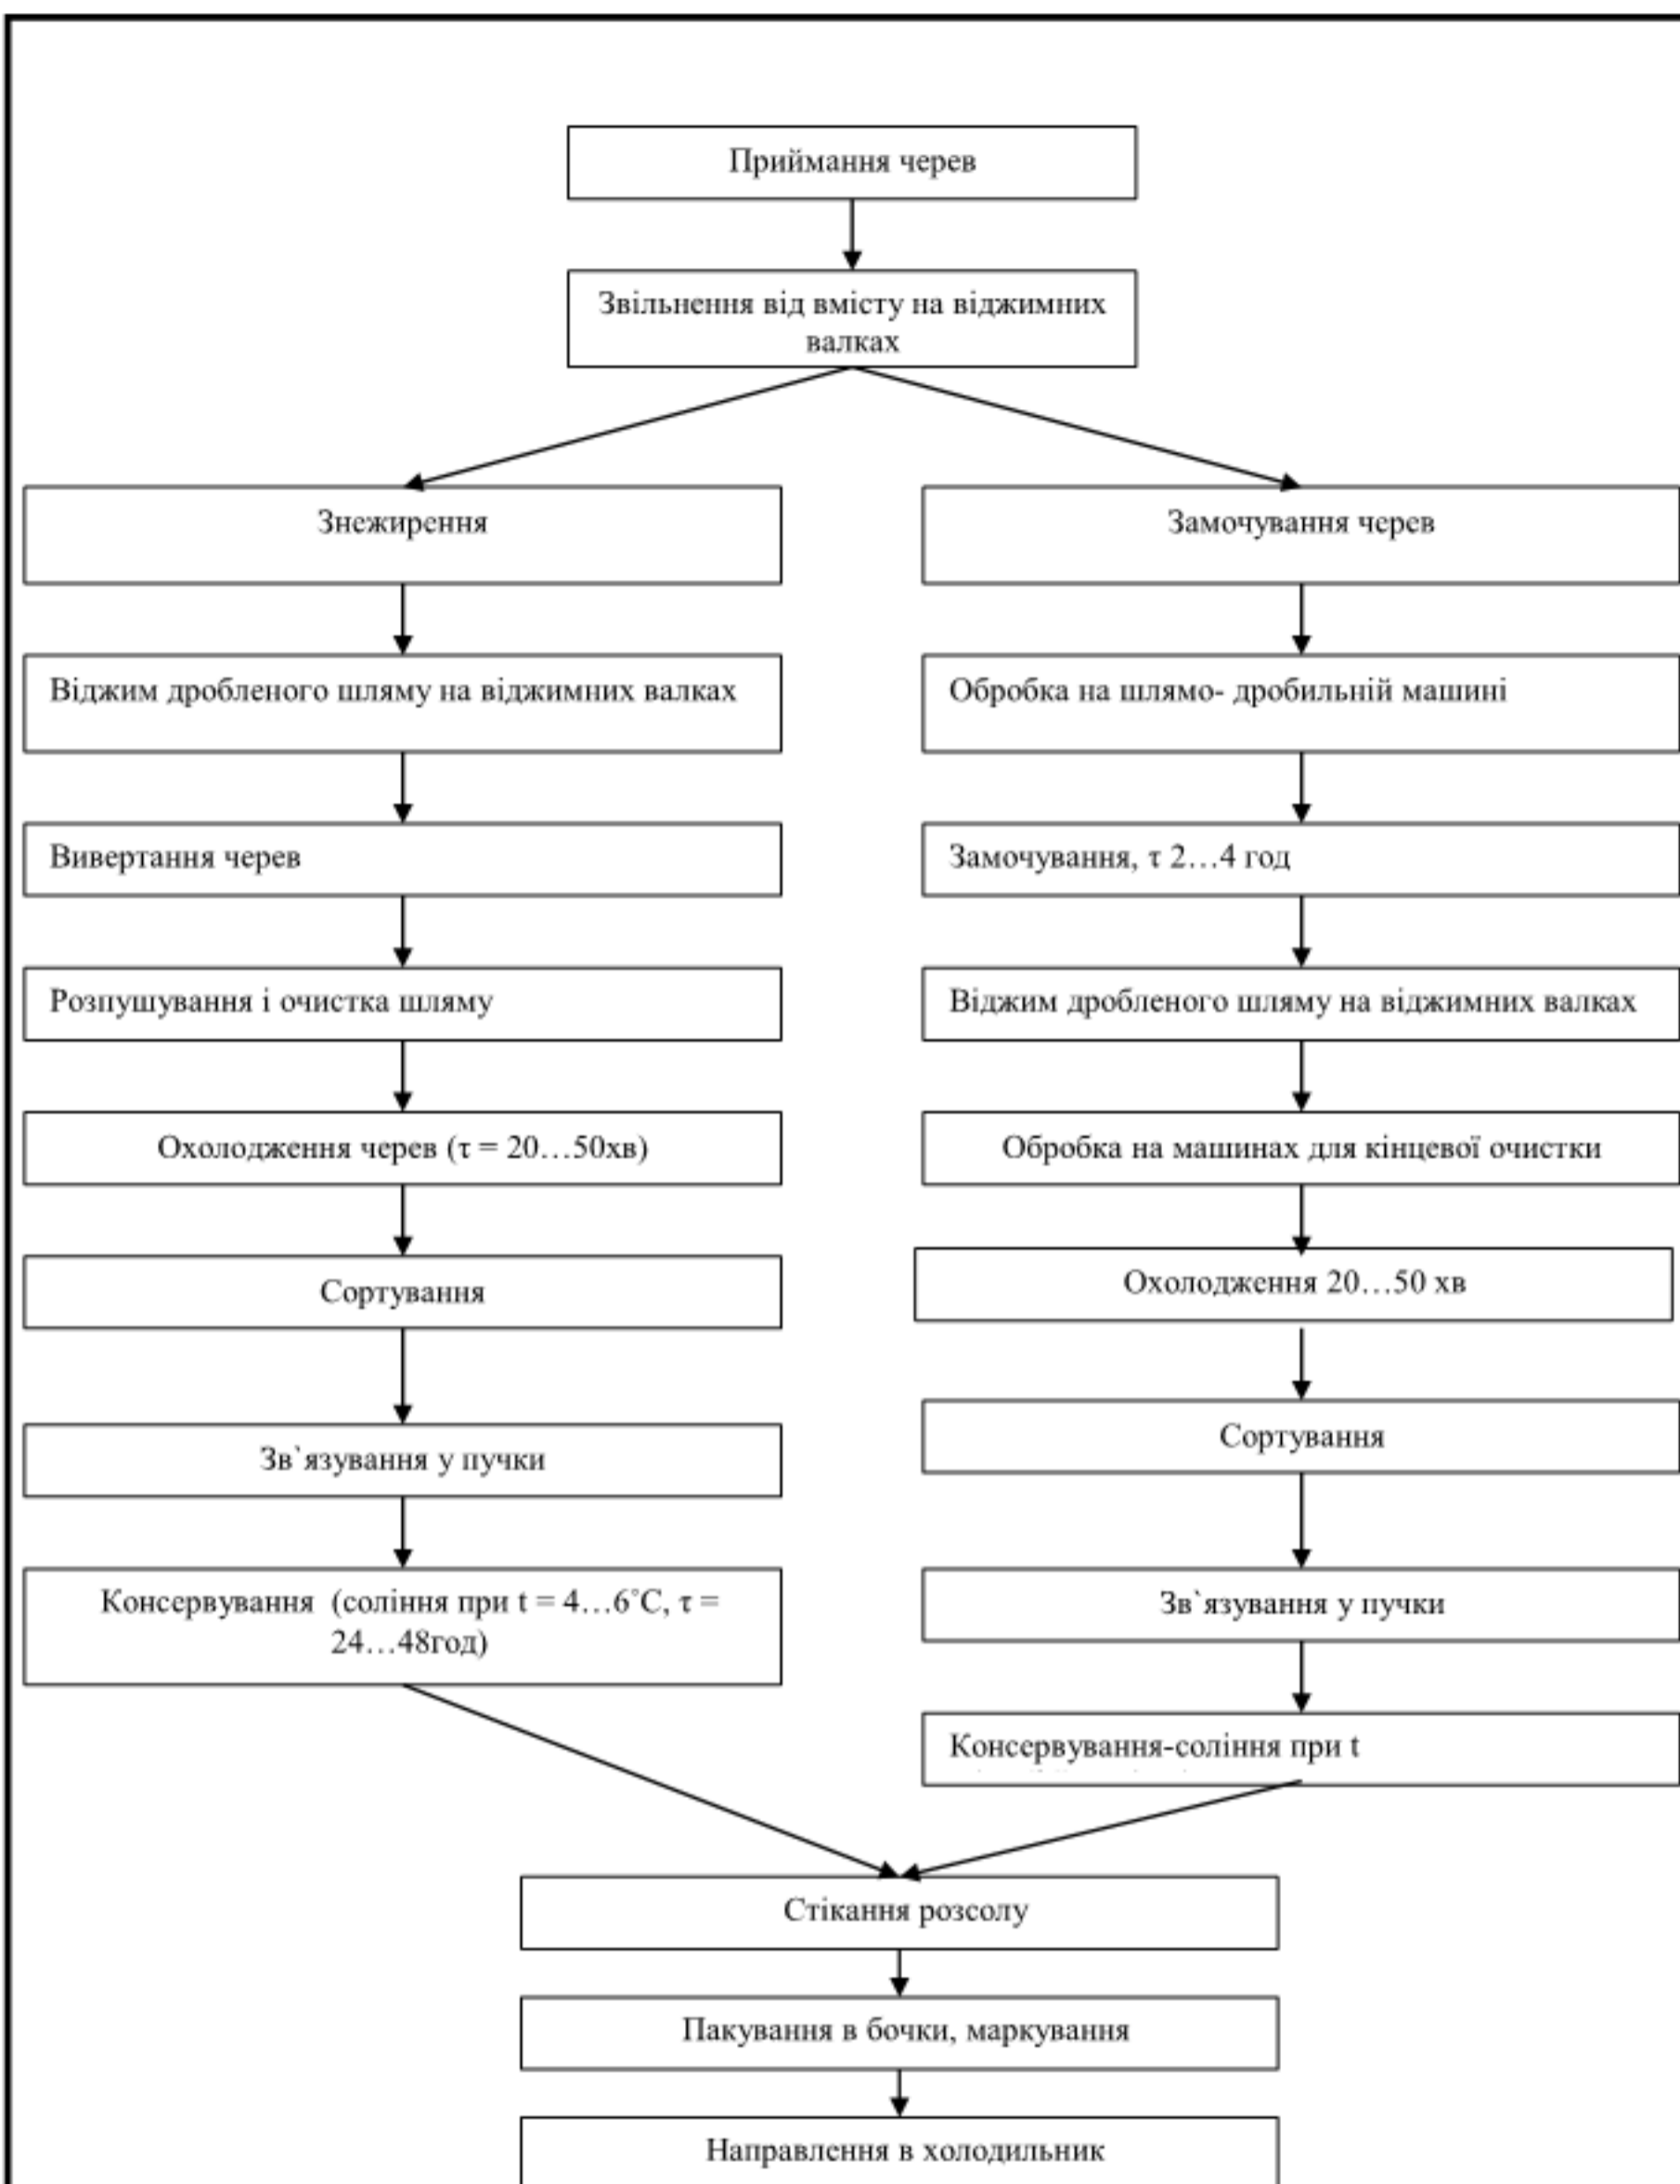 Приймання черев
Звільнення від вмісту на віджимних
валках
Знежирення
Віджим дробленого шляму на віджимних валках
Вивертання черев
Розпушування і очистка шляму
Охолодження черев (τ = 20…50хв)
Сортування
Зв`язування у пучки
Консервування (соління при t = 4…6˚С, τ =
24…48год)
Замочування черев
Обробка на шлямо- дробильній машині
Замочування, τ 2…4 год
Віджим дробленого шляму на віджимних валках
Обробка на машинах для кінцевої очистки
Охолодження 20…50 хв
Сортування
Зв`язування у пучки
Консервування-соління при t
Стікання розсолу
Пакування в бочки, маркування
Направлення в холодильник